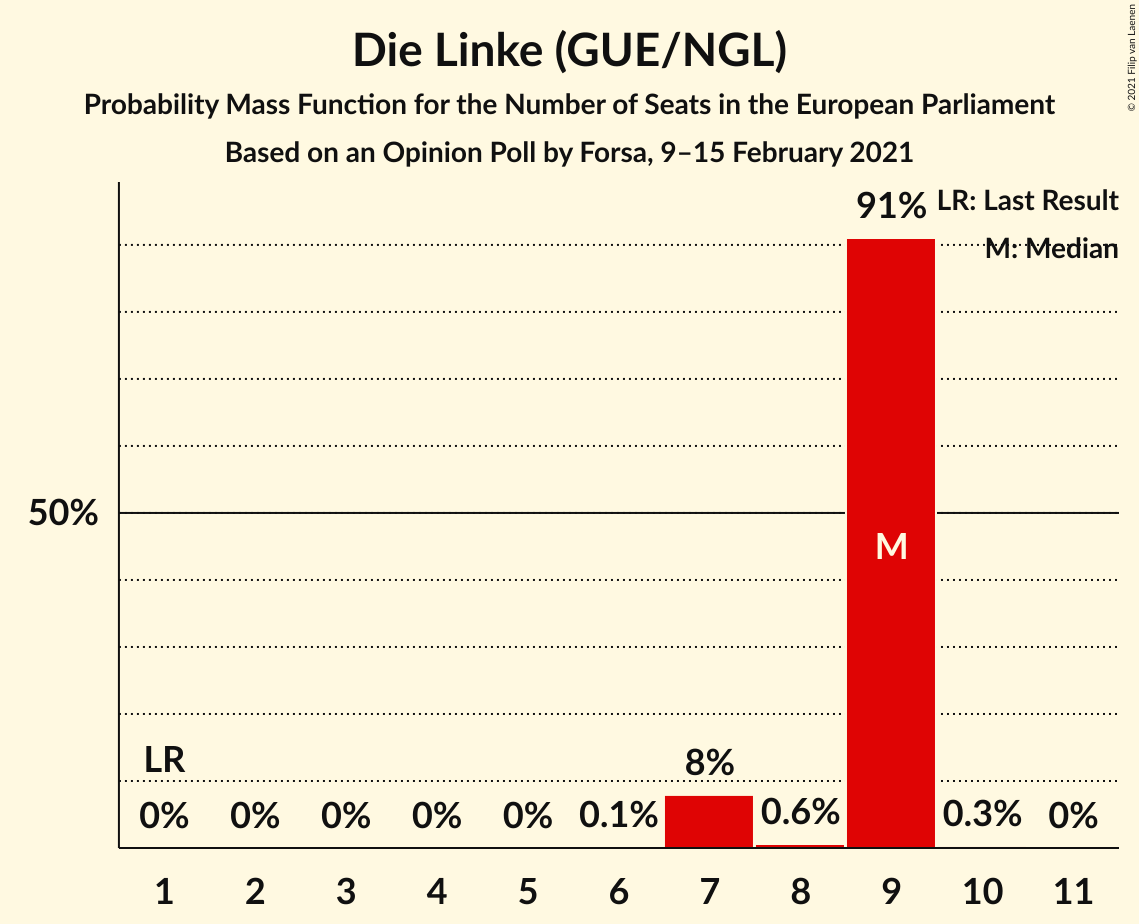 Die Linke (GUE/NGL)
Probability Mass Function for the Number of Seats in the European Parliament
Based on an Opinion Poll by Forsa, 9–15 February 2021
© 2021 Filip van Laenen
LR: Last Result
M: Median
91%
50%
M
LR
8%
0% 0% 0% 0% 0% 0.1% 0.6% 0.3% 0%
1 2 3 4 5 6 7 8 9 10 11